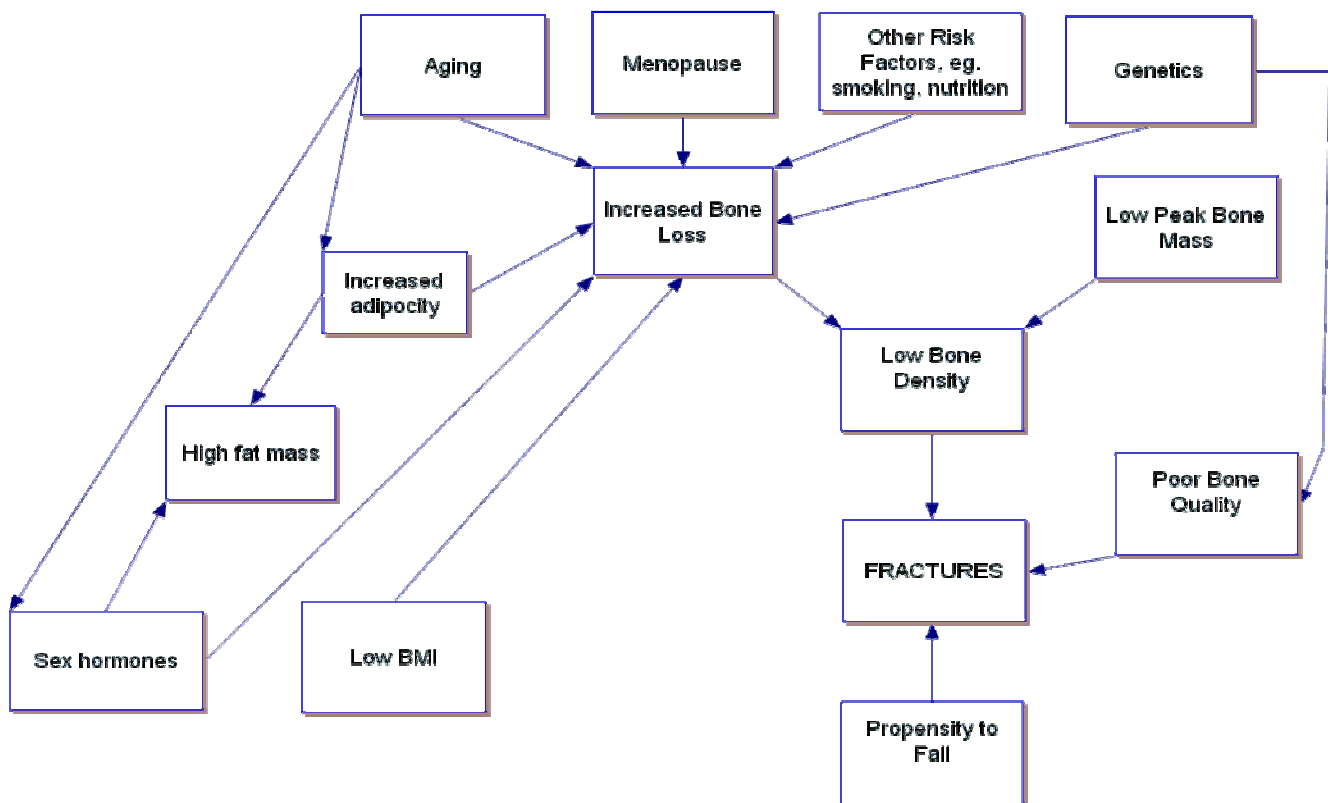 Aging
Menopause
Other Risk
Factors, eg.
smoking, nutrition
Genetics
Increased Bone
Loss
Low Peak Bone
Mass
Increased
adipocity
Low Bone
Density
High fat mass
Poor Bone
Quality
FRACTURES
Sex hormones
Low BMI
Propensity to
Fall